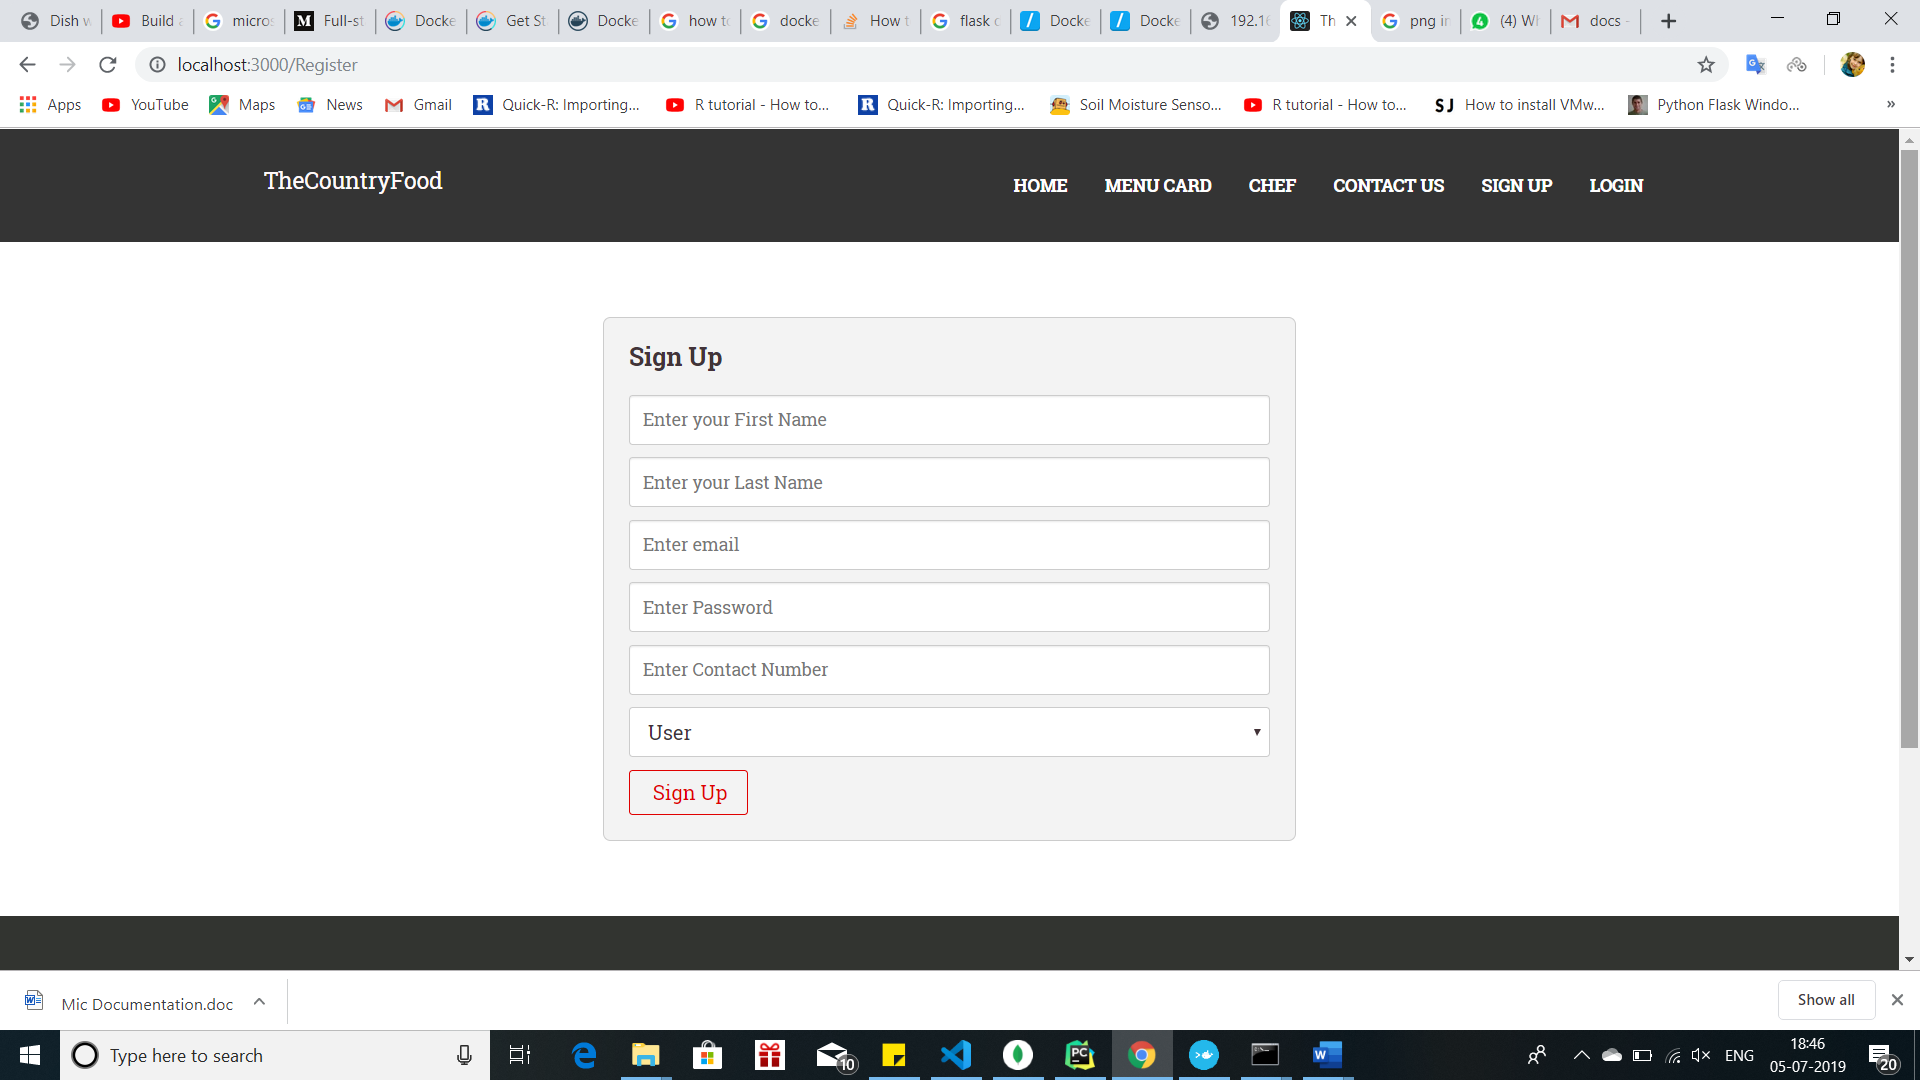 Dish w
Build a
micros
Full-st
Docke
Get St
Docke
how to
docke
How t
flask d
Docke
Docke
192.16
Th
png in
(4) Wh
docs -
localhost:3000/Register
Apps
YouTube
Maps
News
Gmail
Quick-R: Importing...
R tutorial - How to...
Quick-R: Importing...
Soil Moisture Senso...
R tutorial - How to...
How to install VMw...
Python Flask Windo...
»
TheCountryFood
HOME
MENU CARD
CHEF
CONTACT US
SIGN UP
LOGIN
Sign Up
Enter your First Name
Enter your Last Name
Enter email
Enter Password
Enter Contact Number
User
Sign Up
Mic Documentation.doc
Show all
Type here to search
10
ENG
18:46
05-07-2019
20